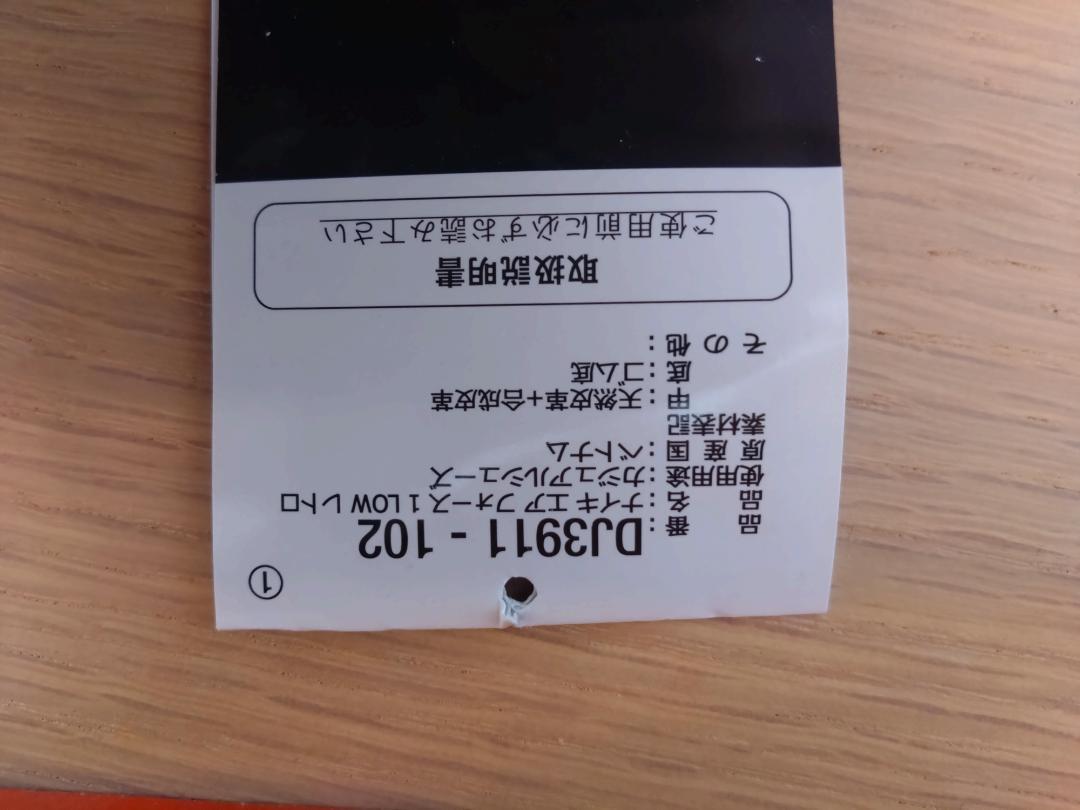 ①
品番：DJ3911 - 102
品名：ナイキ エア フォース 1 LOW レトロ
使用用途：カジュアルシューズ
原産国：ベトナム
素材表記
甲：天然皮革+合成皮革
底：ゴム底
その他：
取扱説明書
ご使用前に必ずお読み下さい